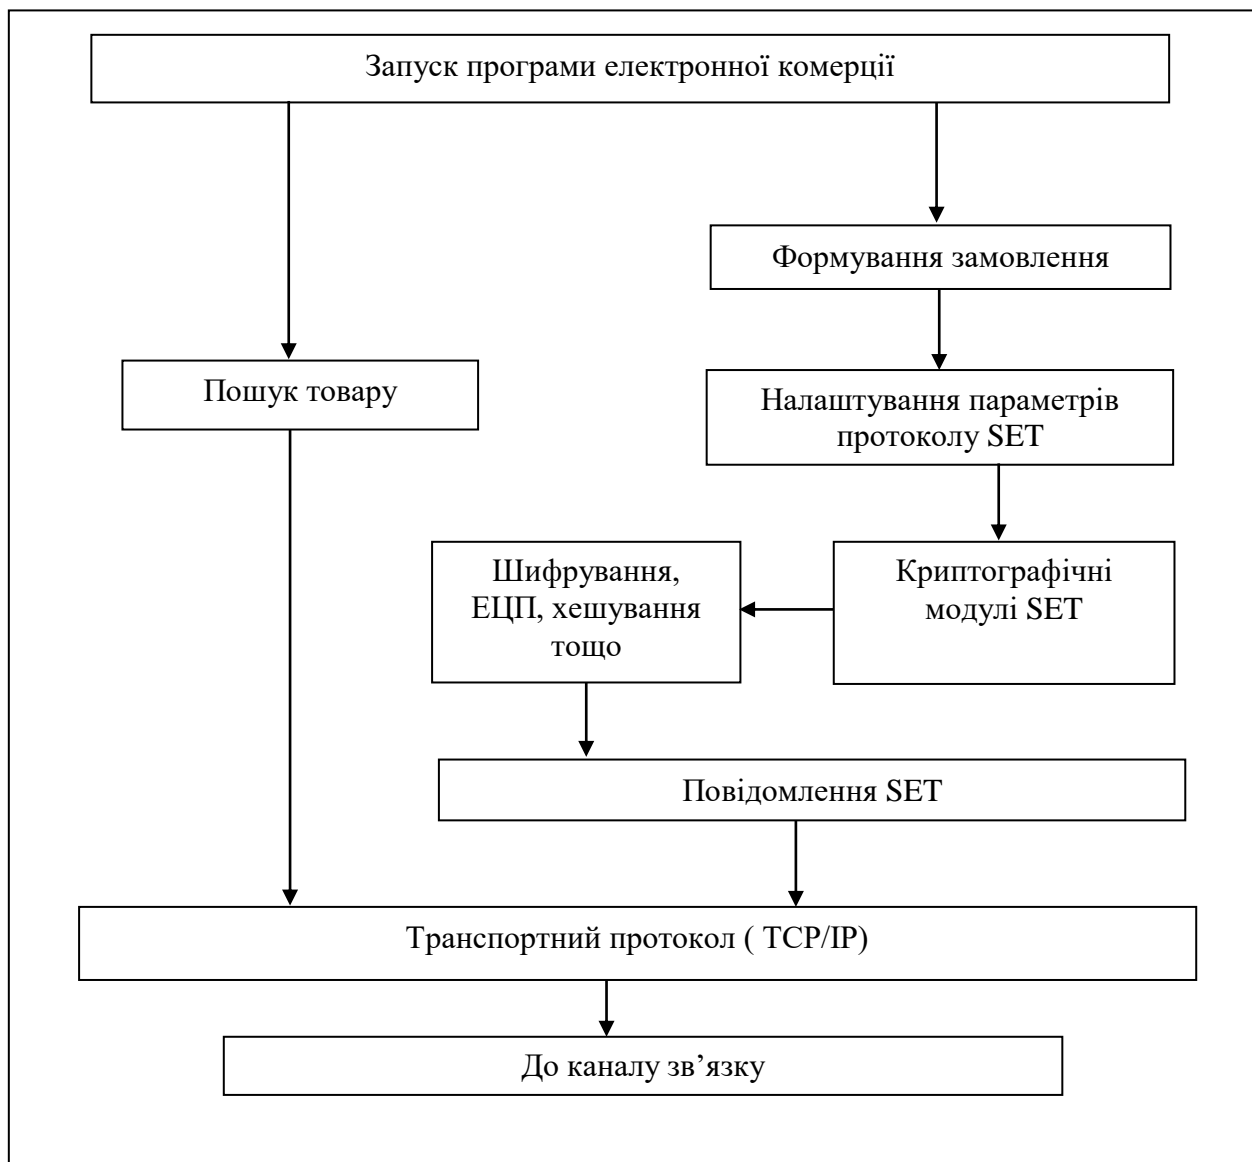 Запуск програми електронної комерції
Формування замовлення
Пошук товару
Налаштування параметрів
протоколу SET
Шифрування,
ЕЦП, хешування
тощо
Криптографічні
модулі SET
Повідомлення SET
Транспортний протокол ( TCP/IP)
До каналу зв’язку